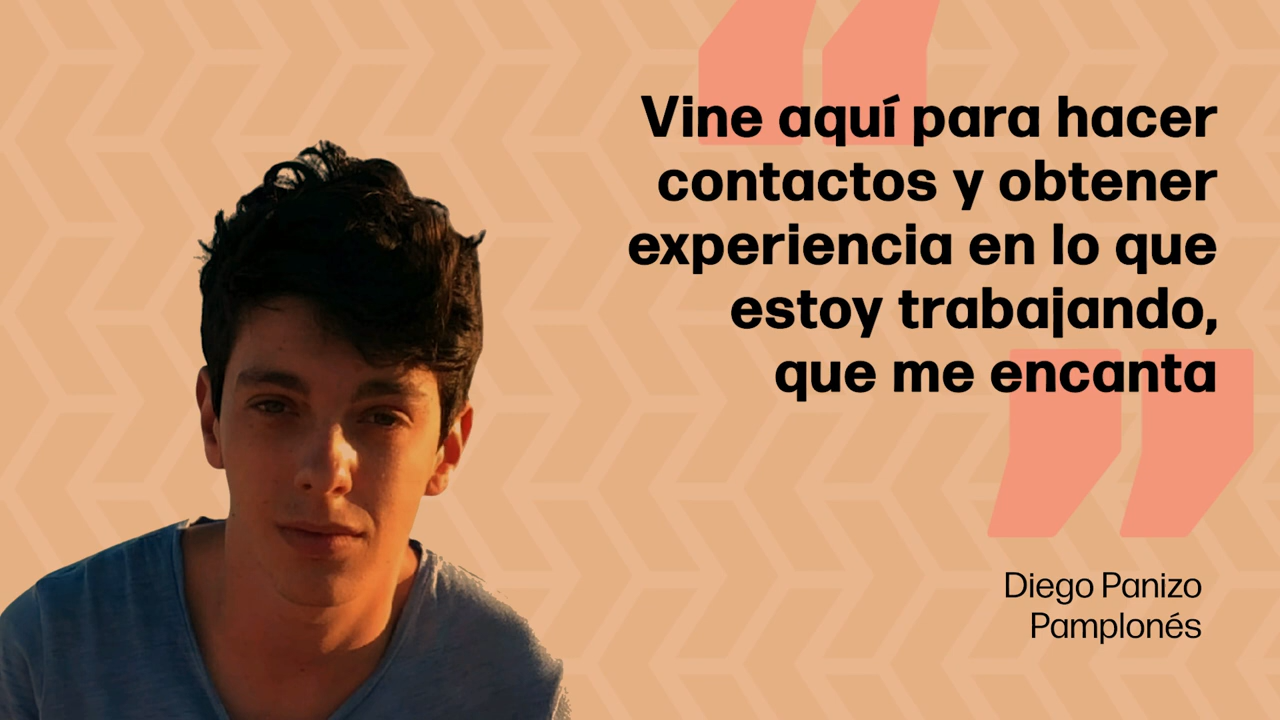 Vine aquí para hacer
contactos y obtener
experiencia en lo que
estoy trabajando,
que me encanta
Diego Panizo
Pamplonés